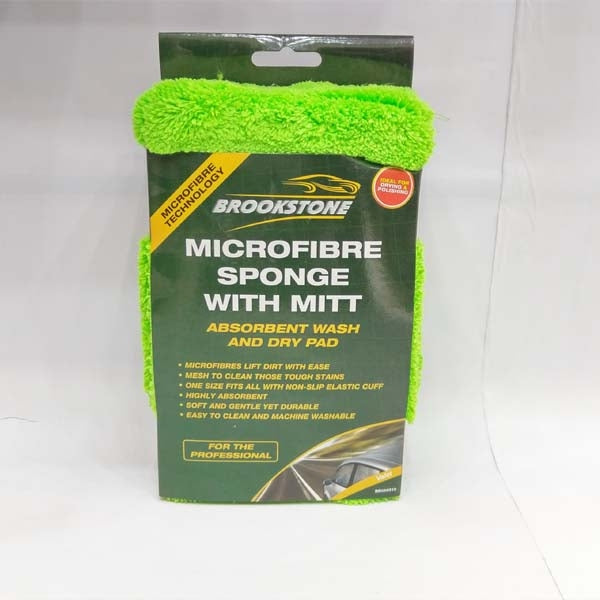 BROOKSTONE
MICROFIBRE
TECHNOLOGY
IDEAL FOR
DRYING &
POLISHING
BROOKSTONE
MICROFIBRE
SPONGE
WITH MITT
ABSORBENT WASH
AND DRY PAD
• MICROFIBRES LIFT DIRT WITH EASE
• MESH TO CLEAN THOSE TOUGH STAINS
• ONE SIZE FITS ALL WITH NON-SLIP ELASTIC CUFF
• HIGHLY ABSORBENT
• SOFT AND GENTLE YET DURABLE
• EASY TO CLEAN AND MACHINE WASHABLE
FOR THE
PROFESSIONAL
Valet